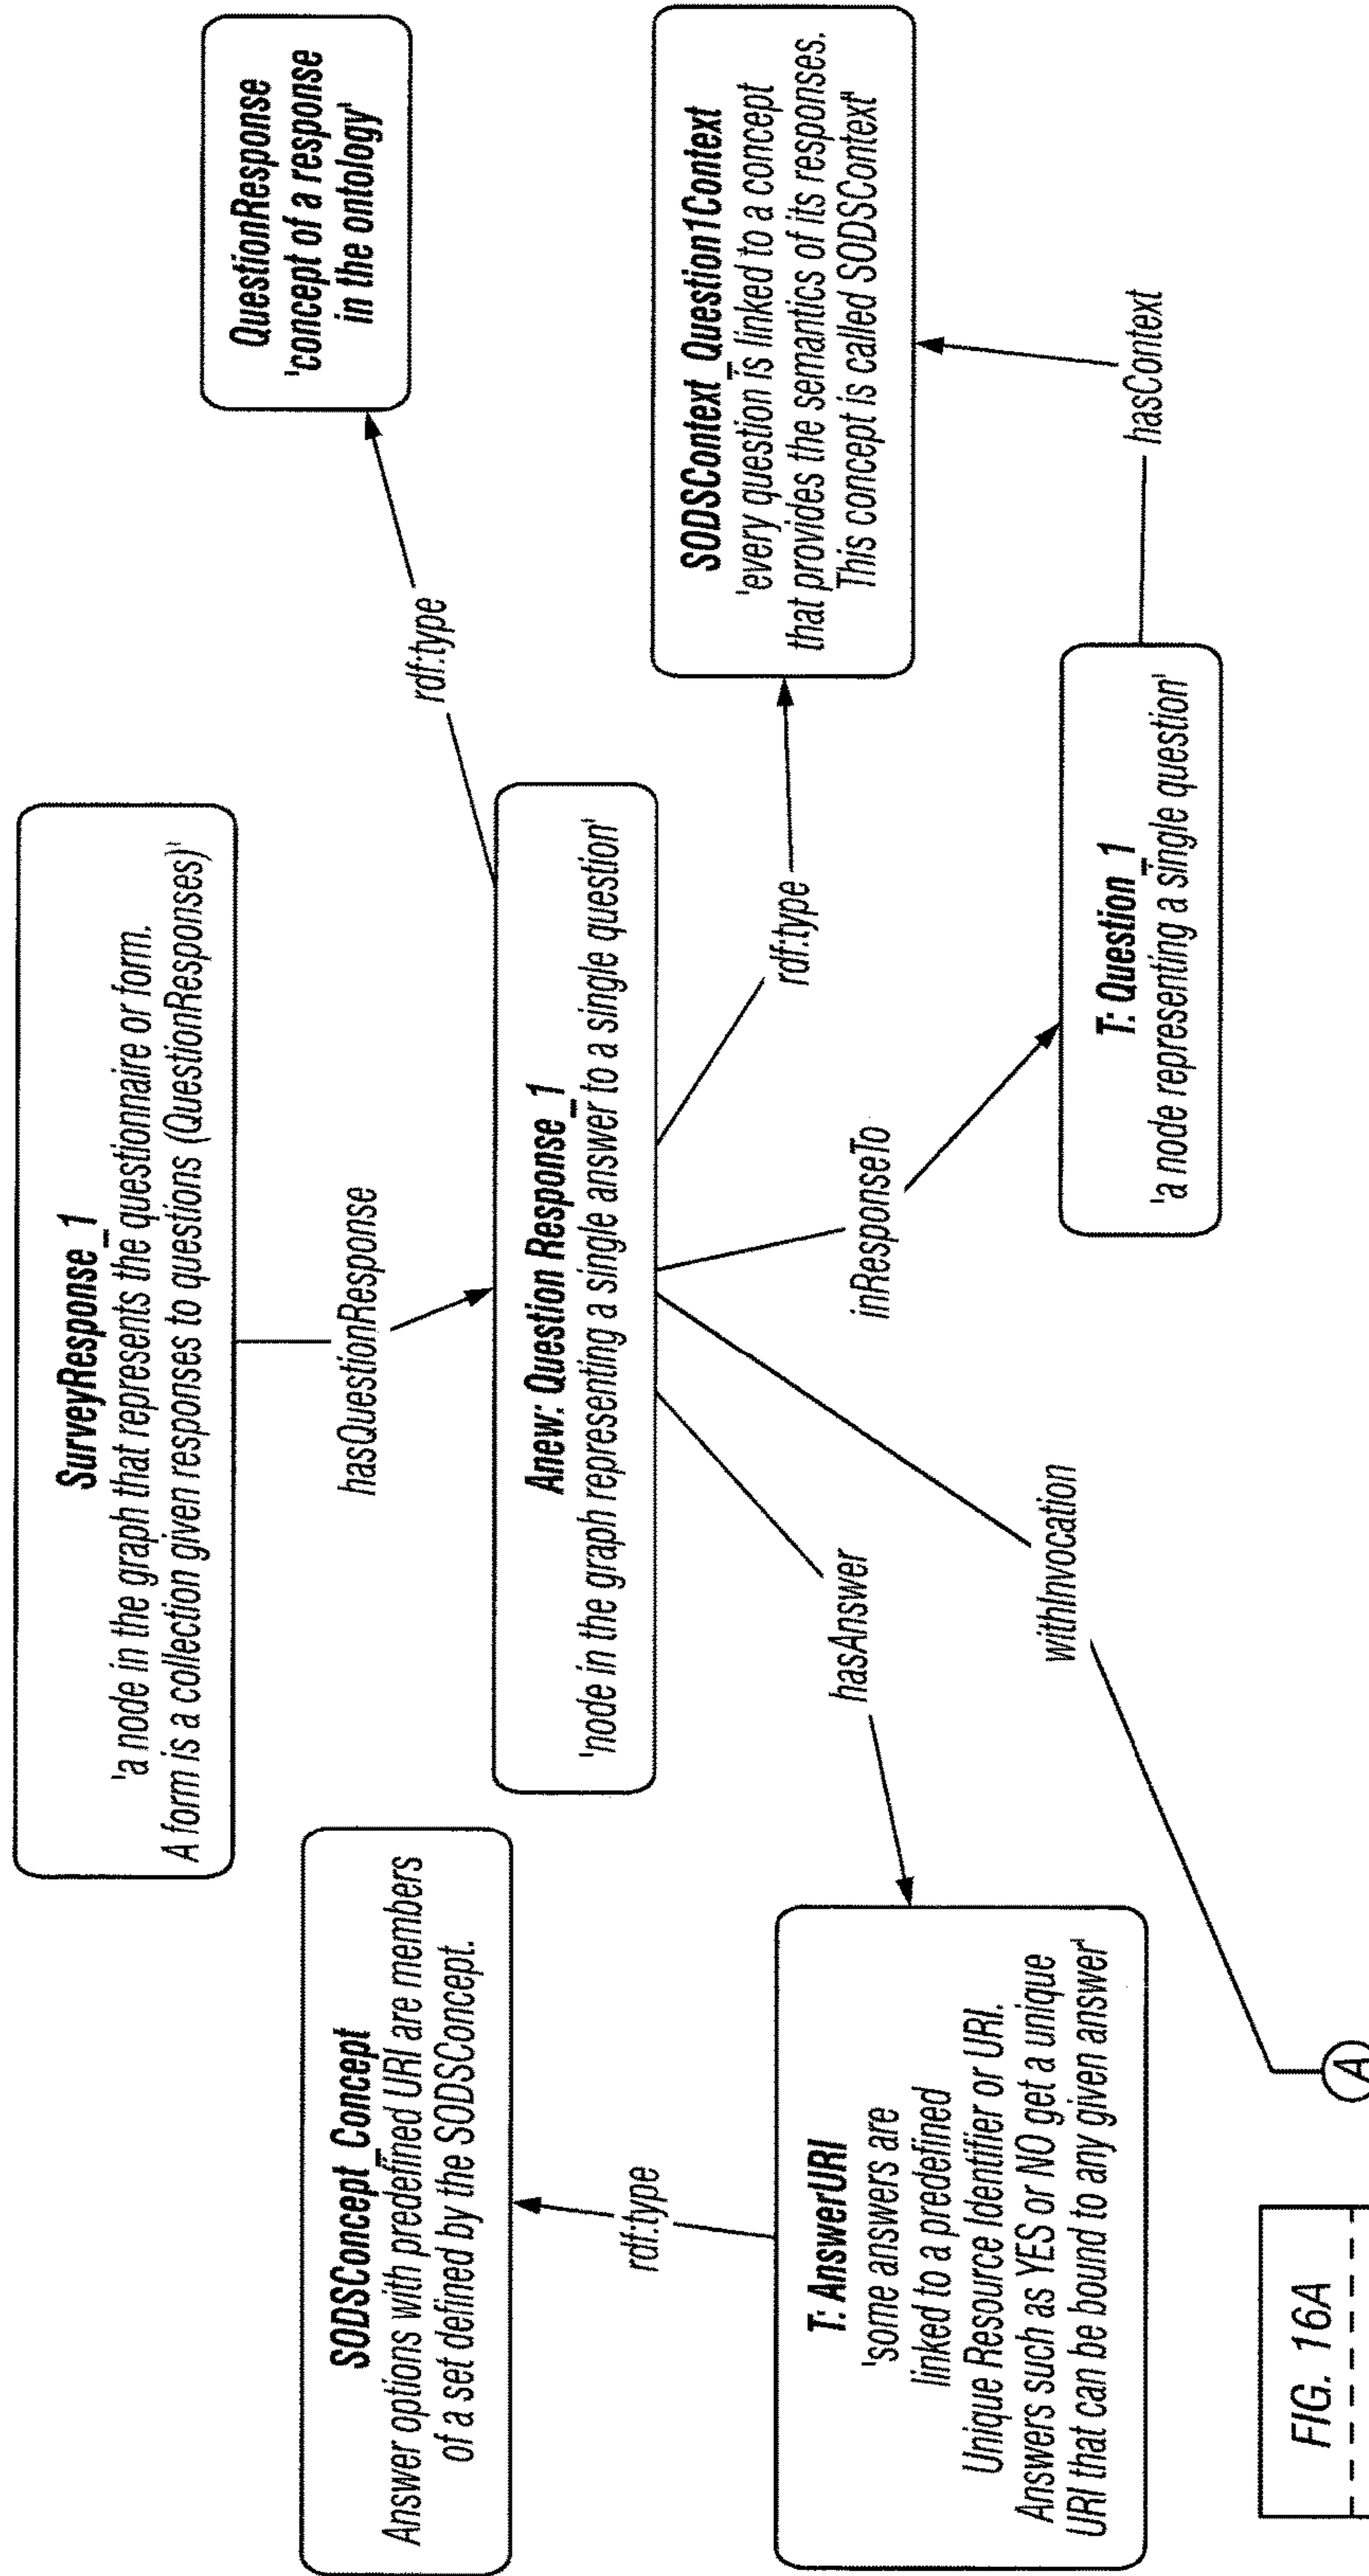 SurveyResponse_1
'a node in the graph that represents the questionnaire or form.
A form is a collection given responses to questions (QuestionResponses)'
hasQuestionResponse
QuestionResponse
'concept of a response
in the ontology'
rdf:type
SODSConcept_Concept
Answer options with predefined URI are members
of a set defined by the SODSConcept.
Anew: Question Response_1
'node in the graph representing a single answer to a single question'
rdf:type
SODSContext_Question1Context
'every question is linked to a concept
that provides the semantics of its responses.
This concept is called SODSContext"
rdf:type
hasAnswer
inResponseTo
withInvocation
hasContext
T: AnswerURI
'some answers are
linked to a predefined
Unique Resource Identifier or URI.
Answers such as YES or NO get a unique
URI that can be bound to any given answer'
T: Question_1
'a node representing a single question'
A
FIG. 16A